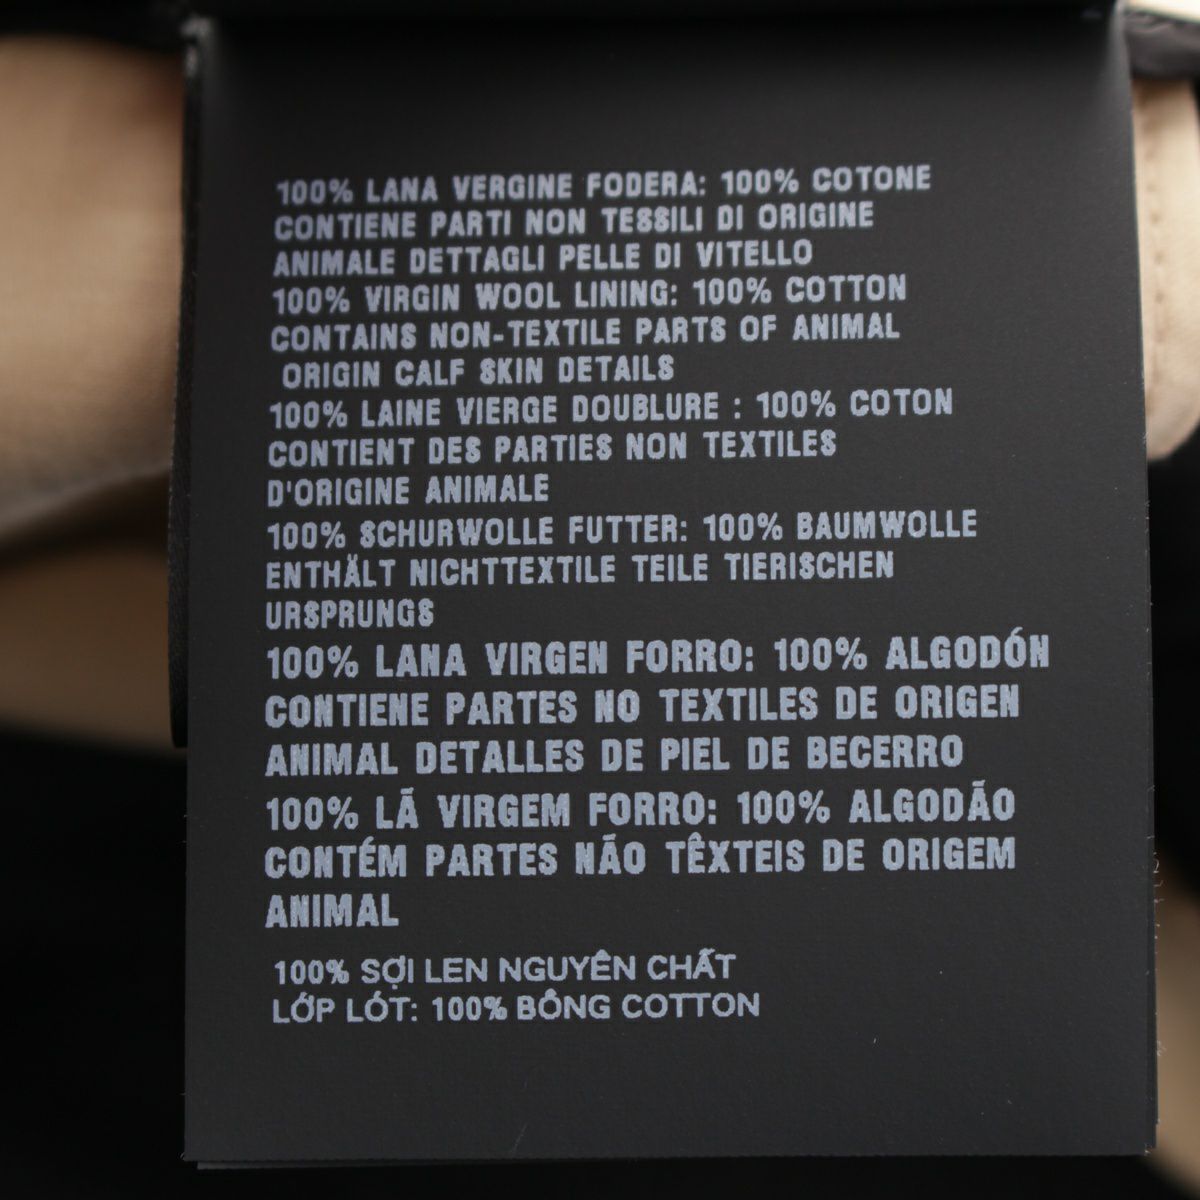 100% LANA VERGINE FODERA: 100% COTONE
CONTIENE PARTI NON TESSILI DI ORIGINE
ANIMALE DETTAGLI PELLE DI VITELLO
100% VIRGIN WOOL LINING: 100% COTTON
CONTAINS NON-TEXTILE PARTS OF ANIMAL
ORIGIN CALF SKIN DETAILS
100% LAINE VIERGE DOUBLURE : 100% COTON
CONTIENT DES PARTIES NON TEXTILES
D'ORIGINE ANIMALE
100% SCHURWOLLE FUTTER: 100% BAUMWOLLE
ENTHÄLT NICHTTEXTILE TEILE TIERISCHEN
URSPRUNGS
100% LANA VIRGEN FORRO: 100% ALGODÓN
CONTIENE PARTES NO TEXTILES DE ORIGEN
ANIMAL DETALLES DE PIEL DE BECERRO
100% LÃ VIRGEM FORRO: 100% ALGODÃO
CONTÉM PARTES NÃO TÊXTEIS DE ORIGEM
ANIMAL
100% SỢI LEN NGUYÊN CHẤT
LỚP LÓT: 100% BÔNG COTTON